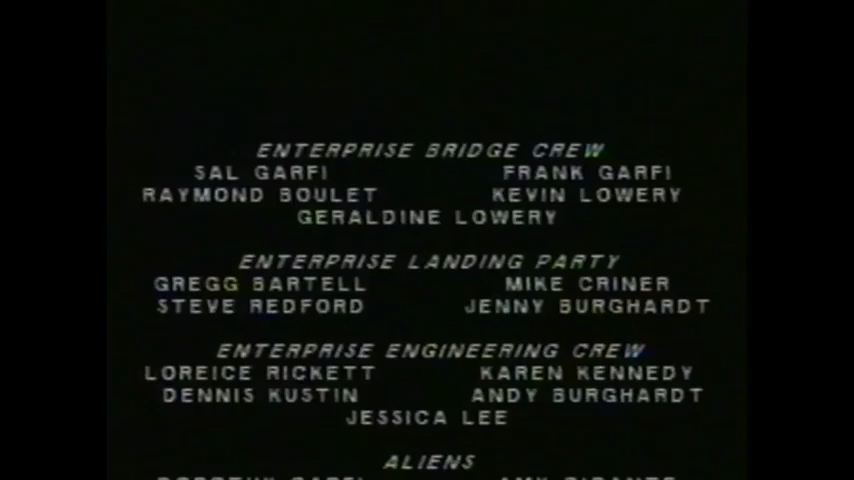 ENTERPRISE BRIDGE CREW
SAL GARFI FRANK GARFI
RAYMOND BOULET KEVIN LOWERY
GERALDINE LOWERY
ENTERPRISE LANDING PARTY
GREGG BARTELL MIKE CRINER
STEVE REDFORD JENNY BURGHARDT
ENTERPRISE ENGINEERING CREW
LOREICE RICKETT KAREN KENNEDY
DENNIS KUSTIN ANDY BURGHARDT
JESSICA LEE
ALIENS